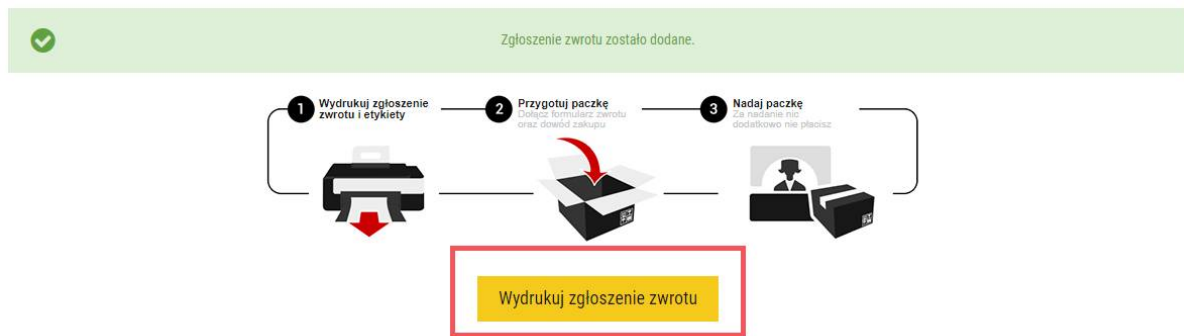 Zgłoszenie zwrotu zostało dodane.
1 Wydrukuj zgłoszenie
zwrotu i etykiety
2 Przygotuj paczkę
Dołącz formularz zwrotu
oraz dowód zakupu
3 Nadaj paczkę
Za nadanie nic
dodatkowo nie płacisz
Wydrukuj zgłoszenie zwrotu